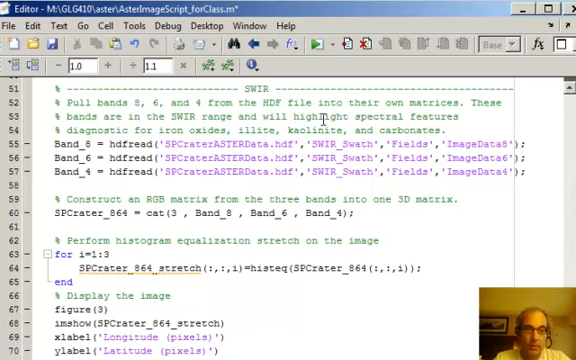 Editor - D:\GLG410\aster\AsterImageScript_forClass.m*
File Edit Text Go Cell Tools Debug Desktop Window Help
Base
fx
- 1.0 + ÷ 1.1 ×
51 % ---------------------------- SWIR --------------------------------------
52 % Pull bands 8, 6, and 4 from the HDF file into their own matrices. These
53 % bands are in the SWIR range and will highlight spectral features
54 % diagnostic for iron oxides, illite, kaolinite, and carbonates.
55 - Band_8 = hdfread('SPCraterASTERData.hdf','SWIR_Swath','Fields','ImageData8');
56 - Band_6 = hdfread('SPCraterASTERData.hdf','SWIR_Swath','Fields','ImageData6');
57 - Band_4 = hdfread('SPCraterASTERData.hdf','SWIR_Swath','Fields','ImageData4');
58
59 % Construct an RGB matrix from the three bands into one 3D matrix.
60 - SPCrater_864 = cat(3 , Band_8 , Band_6 , Band_4);
61
62 % Perform histogram equalization stretch on the image
63 - for i=1:3
64 - SPCrater_864_stretch(:,:,i)=histeq(SPCrater_864(:,:,i));
65 - end
66 % Display the image
67 - figure(3)
68 - imshow(SPCrater_864_stretch)
69 - xlabel('Longitude (pixels)')
70 - ylabel('Latitude (pixels)')